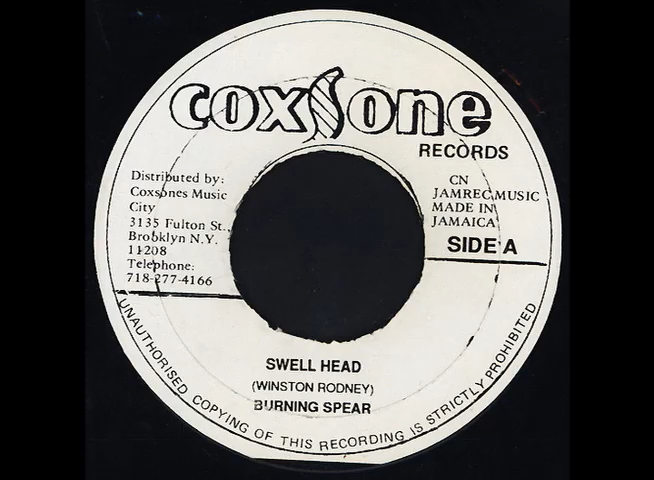 coxsone
RECORDS
Distributed by:
Coxsones Music
City
3135 Fulton St.,
Brooklyn N.Y.
11208
Telephone:
718-277-4166
CN
JAMREC,MUSIC
MADE IN
JAMAICA
SIDE A
SWELL HEAD
(WINSTON RODNEY)
BURNING SPEAR
UNAUTHORISED COPYING OF THIS RECORDING IS STRICTLY PROHIBITED